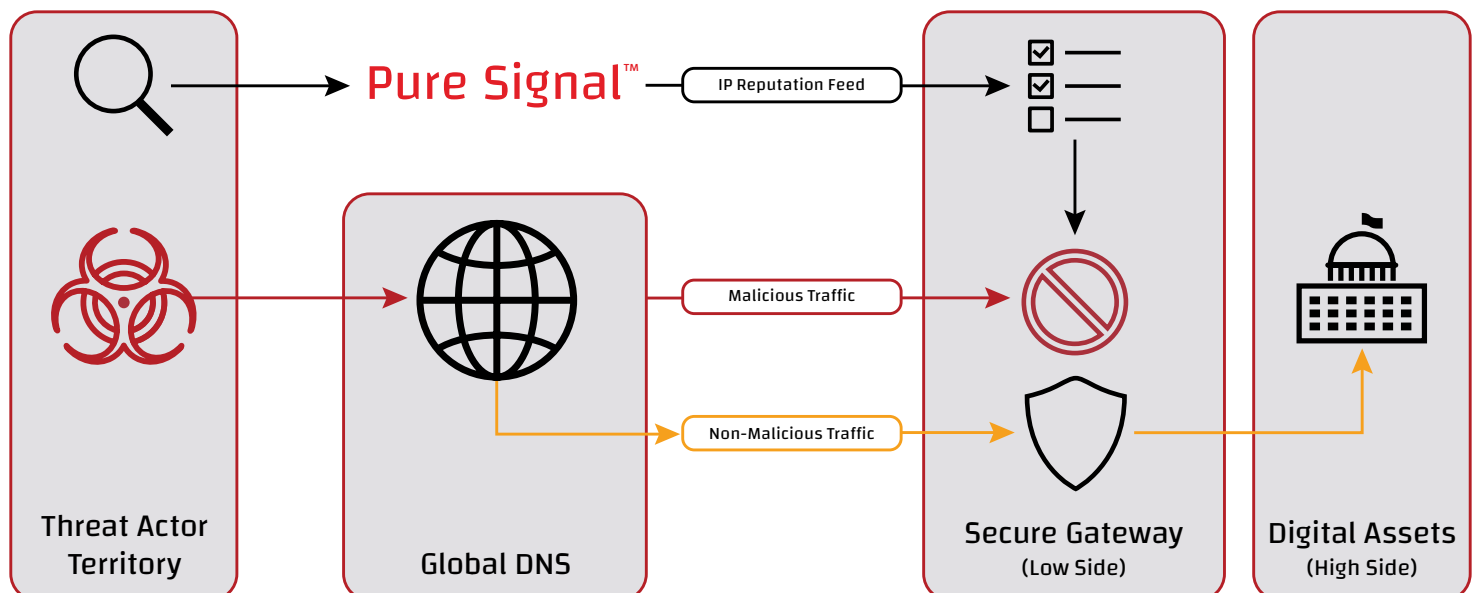 Pure Signal™
IP Reputation Feed
Malicious Traffic
Non-Malicious Traffic
Threat Actor
Territory
Global DNS
Secure Gateway
(Low Side)
Digital Assets
(High Side)